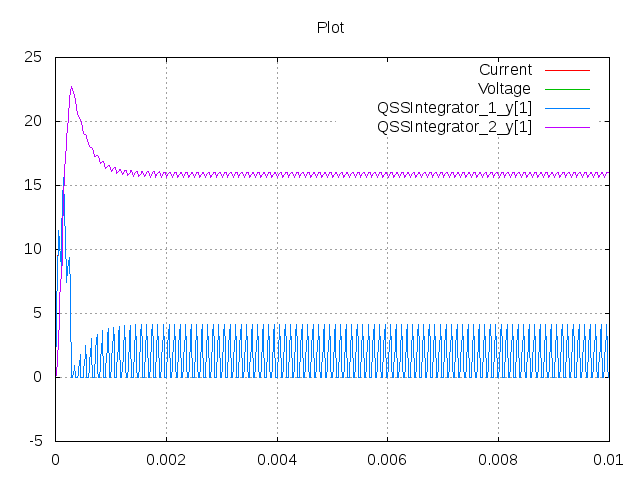 Plot
25
20
15
10
5
0
-5
0
0.002
0.004
0.006
0.008
0.01
Current
Voltage
QSSIntegrator_1_y[1]
QSSIntegrator_2_y[1]